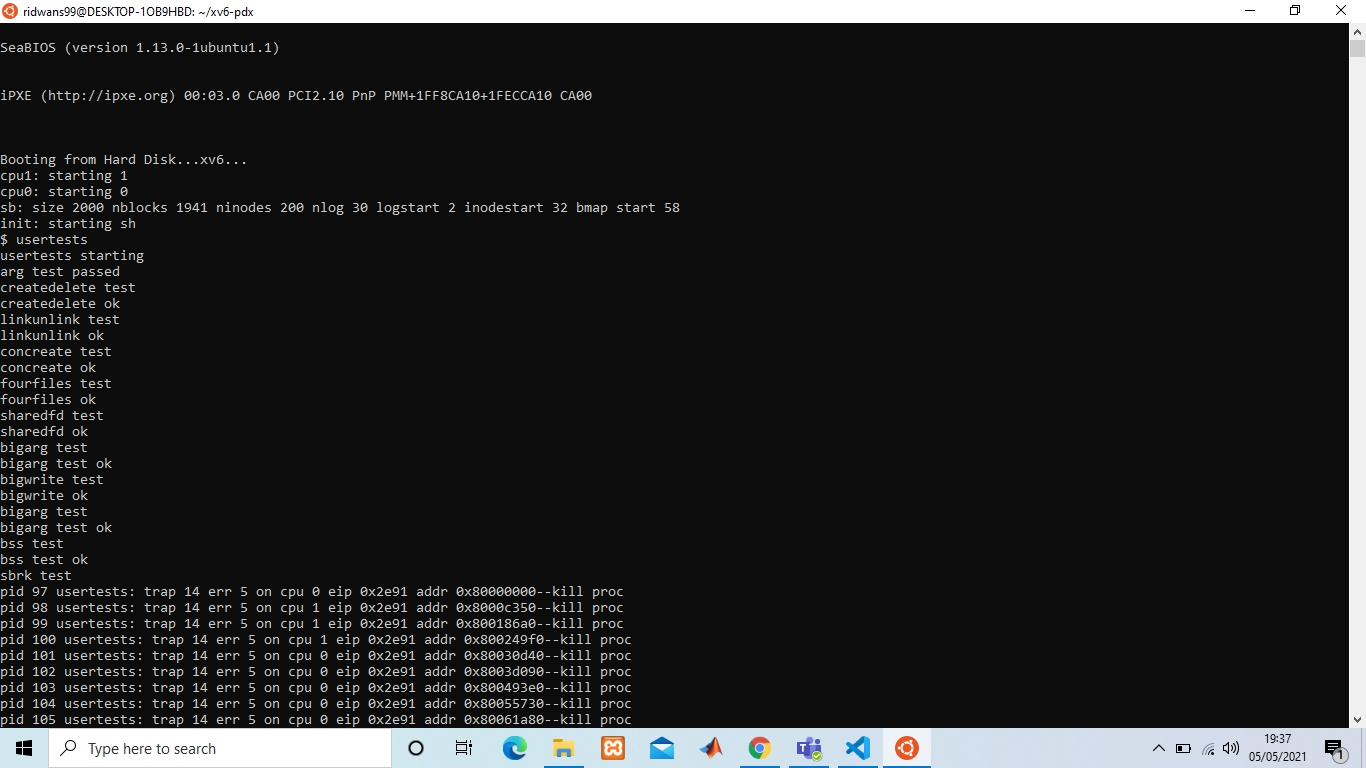 ridwans99@DESKTOP-1OB9HBD: ~/xv6-pdx
SeaBIOS (version 1.13.0-1ubuntu1.1)
iPXE (http://ipxe.org) 00:03.0 CA00 PCI2.10 PnP PMM+1FF8CA10+1FECCA10 CA00
Booting from Hard Disk...xv6...
cpu1: starting 1
cpu0: starting 0
sb: size 2000 nblocks 1941 ninodes 200 nlog 30 logstart 2 inodestart 32 bmap start 58
init: starting sh
$ usertests
usertests starting
arg test passed
createdelete test
createdelete ok
linkunlink test
linkunlink ok
concreate test
concreate ok
fourfiles test
fourfiles ok
sharedfd test
sharedfd ok
bigarg test
bigarg test ok
bigwrite test
bigwrite ok
bigarg test
bigarg test ok
bss test
bss test ok
sbrk test
pid 97 usertests: trap 14 err 5 on cpu 0 eip 0x2e91 addr 0x80000000--kill proc
pid 98 usertests: trap 14 err 5 on cpu 1 eip 0x2e91 addr 0x8000c350--kill proc
pid 99 usertests: trap 14 err 5 on cpu 1 eip 0x2e91 addr 0x800186a0--kill proc
pid 100 usertests: trap 14 err 5 on cpu 1 eip 0x2e91 addr 0x800249f0--kill proc
pid 101 usertests: trap 14 err 5 on cpu 0 eip 0x2e91 addr 0x80030d40--kill proc
pid 102 usertests: trap 14 err 5 on cpu 0 eip 0x2e91 addr 0x8003d090--kill proc
pid 103 usertests: trap 14 err 5 on cpu 0 eip 0x2e91 addr 0x800493e0--kill proc
pid 104 usertests: trap 14 err 5 on cpu 0 eip 0x2e91 addr 0x80055730--kill proc
pid 105 usertests: trap 14 err 5 on cpu 0 eip 0x2e91 addr 0x80061a80--kill proc
Type here to search
19:37
05/05/2021
1